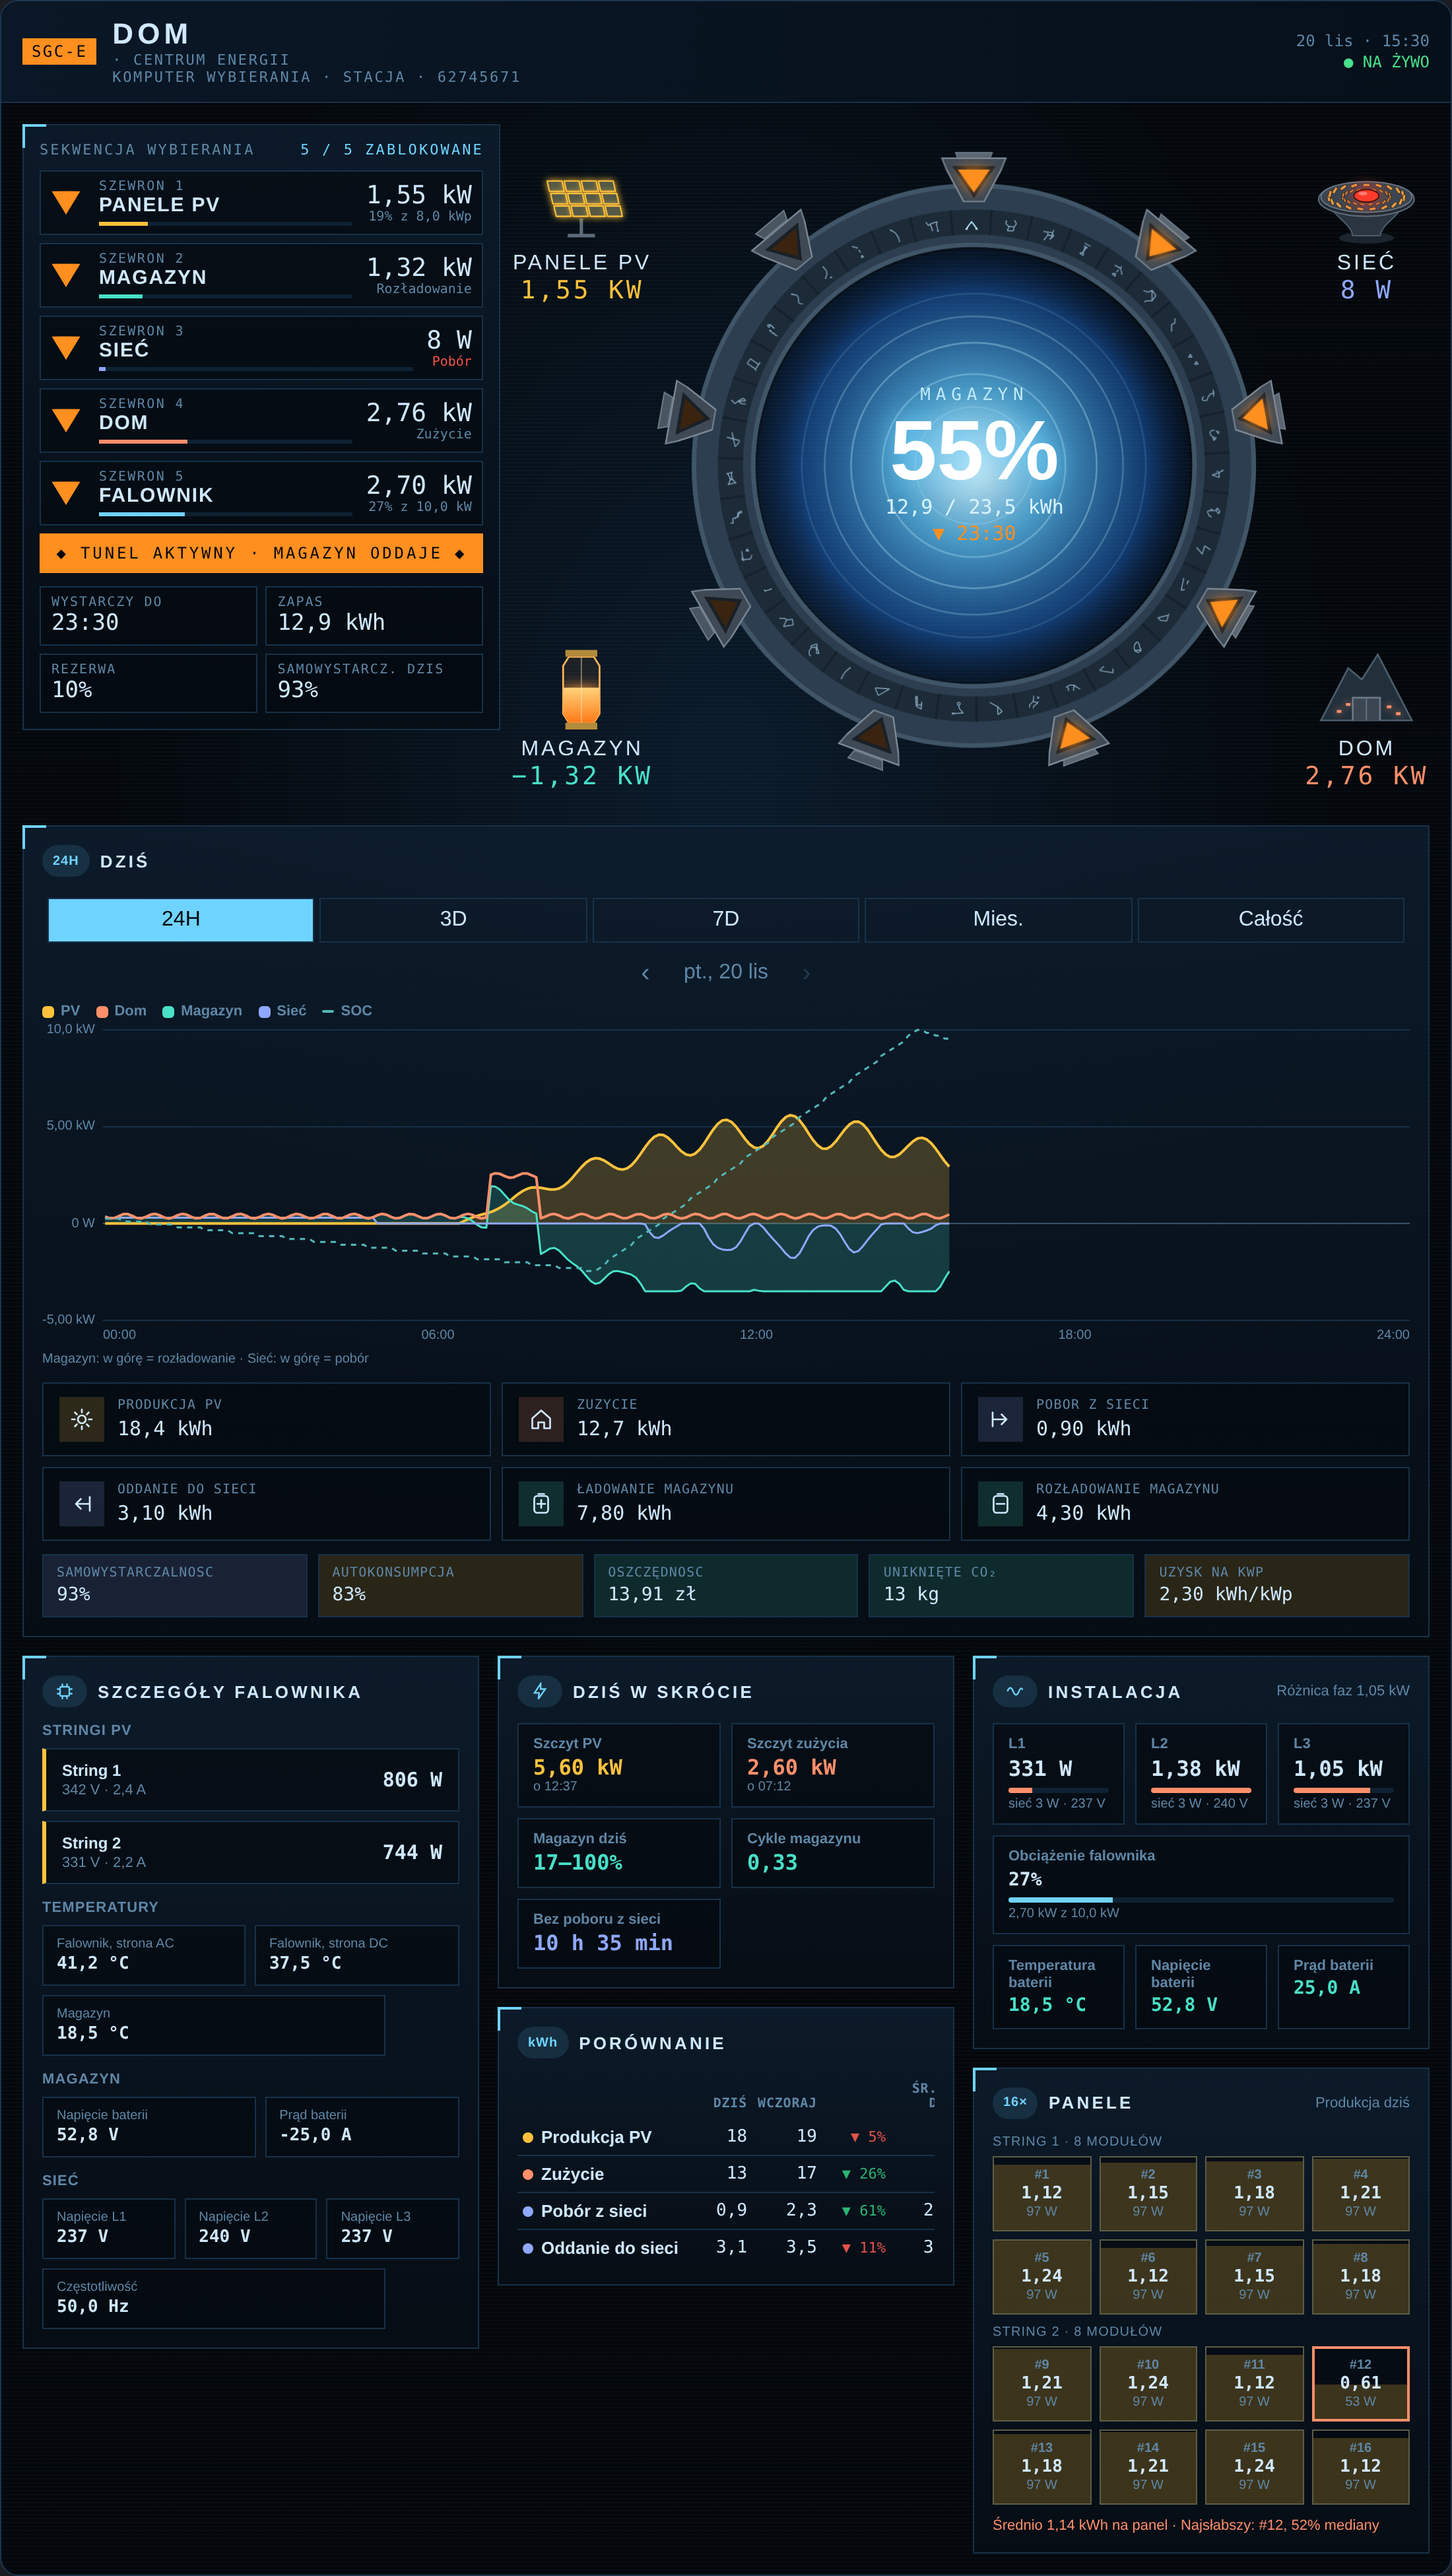 SGC-E
DOM
· CENTRUM ENERGII
KOMPUTER WYBIERANIA · STACJA · 62745671
20 lis · 15:30
● NA ŻYWO
SEKWENCJA WYBIERANIA
5 / 5 ZABLOKOWANE
SZEWRON 1
PANELE PV
1,55 kW
19% z 8,0 kWp
SZEWRON 2
MAGAZYN
1,32 kW
Rozładowanie
SZEWRON 3
SIEĆ
8 W
Pobór
SZEWRON 4
DOM
2,76 kW
Zużycie
SZEWRON 5
FALOWNIK
2,70 kW
27% z 10,0 kW
◆ TUNEL AKTYWNY · MAGAZYN ODDAJE ◆
WYSTARCZY DO
23:30
ZAPAS
12,9 kWh
REZERWA
10%
SAMOWYSTARCZ. DZIS
93%
PANELE PV
1,55 KW
SIEĆ
8 W
MAGAZYN
55%
12,9 / 23,5 kWh
▼ 23:30
MAGAZYN
−1,32 KW
DOM
2,76 KW
24H
DZIŚ
24H
3D
7D
Mies.
Całość
‹ pt., 20 lis ›
PV
Dom
Magazyn
Sieć
SOC
10,0 kW
5,00 kW
0 W
-5,00 kW
00:00
06:00
12:00
18:00
24:00
Magazyn: w górę = rozładowanie · Sieć: w górę = pobór
PRODUKCJA PV
18,4 kWh
ZUZYCIE
12,7 kWh
POBOR Z SIECI
0,90 kWh
ODDANIE DO SIECI
3,10 kWh
ŁADOWANIE MAGAZYNU
7,80 kWh
ROZŁADOWANIE MAGAZYNU
4,30 kWh
SAMOWYSTARCZALNOSC
93%
AUTOKONSUMPCJA
83%
OSZCZĘDNOSC
13,91 zł
UNIKNIĘTE CO₂
13 kg
UZYSK NA KWP
2,30 kWh/kWp
SZCZEGÓŁY FALOWNIKA
STRINGI PV
String 1
342 V · 2,4 A
806 W
String 2
331 V · 2,2 A
744 W
TEMPERATURY
Falownik, strona AC
41,2 °C
Falownik, strona DC
37,5 °C
Magazyn
18,5 °C
MAGAZYN
Napięcie baterii
52,8 V
Prąd baterii
-25,0 A
SIEĆ
Napięcie L1
237 V
Napięcie L2
240 V
Napięcie L3
237 V
Częstotliwość
50,0 Hz
DZIŚ W SKRÓCIE
Szczyt PV
5,60 kW
o 12:37
Szczyt zużycia
2,60 kW
o 07:12
Magazyn dziś
17–100%
Cykle magazynu
0,33
Bez poboru z sieci
10 h 35 min
kWh
PORÓWNANIE
ŚR.
DZIŚ WCZORAJ D
Produkcja PV 18 19 ▼ 5%
Zużycie 13 17 ▼ 26%
Pobór z sieci 0,9 2,3 ▼ 61% 2
Oddanie do sieci 3,1 3,5 ▼ 11% 3
INSTALACJA
Różnica faz 1,05 kW
L1
331 W
sieć 3 W · 237 V
L2
1,38 kW
sieć 3 W · 240 V
L3
1,05 kW
sieć 3 W · 237 V
Obciążenie falownika
27%
2,70 kW z 10,0 kW
Temperatura baterii
18,5 °C
Napięcie baterii
52,8 V
Prąd baterii
25,0 A
16×
PANELE
Produkcja dziś
STRING 1 · 8 MODUŁÓW
#1 #2 #3 #4
1,12 1,15 1,18 1,21
97 W 97 W 97 W 97 W
#5 #6 #7 #8
1,24 1,12 1,15 1,18
97 W 97 W 97 W 97 W
STRING 2 · 8 MODUŁÓW
#9 #10 #11 #12
1,21 1,24 1,12 0,61
97 W 97 W 97 W 53 W
#13 #14 #15 #16
1,18 1,21 1,24 1,12
97 W 97 W 97 W 97 W
Średnio 1,14 kWh na panel · Najsłabszy: #12, 52% mediany